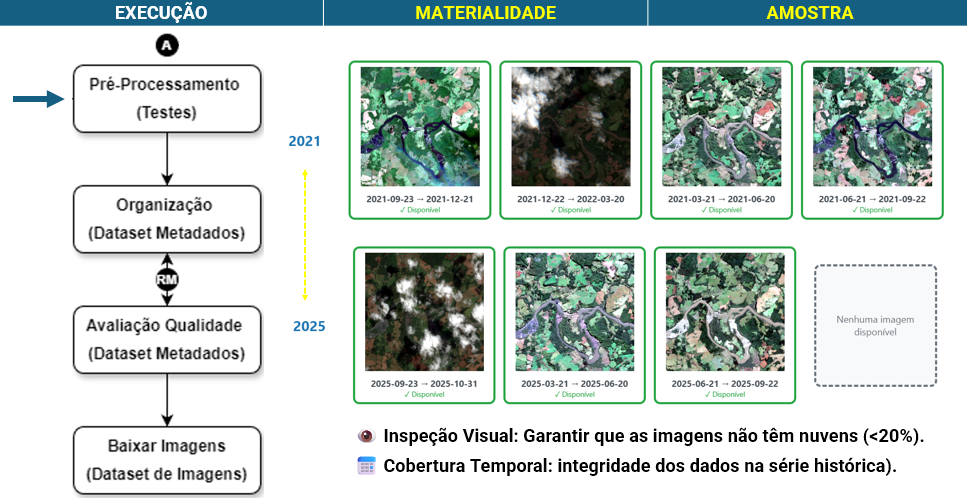 EXECUÇÃO
MATERIALIDADE
AMOSTRA
A
Pré-Processamento
(Testes)
Organização
(Dataset Metadados)
RM
Avaliação Qualidade
(Dataset Metadados)
Baixar Imagens
(Dataset de Imagens)
2021
2025
2021-09-23 → 2021-12-21
✓ Disponível
2021-12-22 → 2022-03-20
✓ Disponível
2021-03-21 → 2021-06-20
✓ Disponível
2021-06-21 → 2021-09-22
✓ Disponível
2025-09-23 → 2025-10-31
✓ Disponível
2025-03-21 → 2025-06-20
✓ Disponível
2025-06-21 → 2025-09-22
✓ Disponível
Nenhuma imagem
disponível
Inspeção Visual: Garantir que as imagens não têm nuvens (<20%).
Cobertura Temporal: integridade dos dados na série histórica).